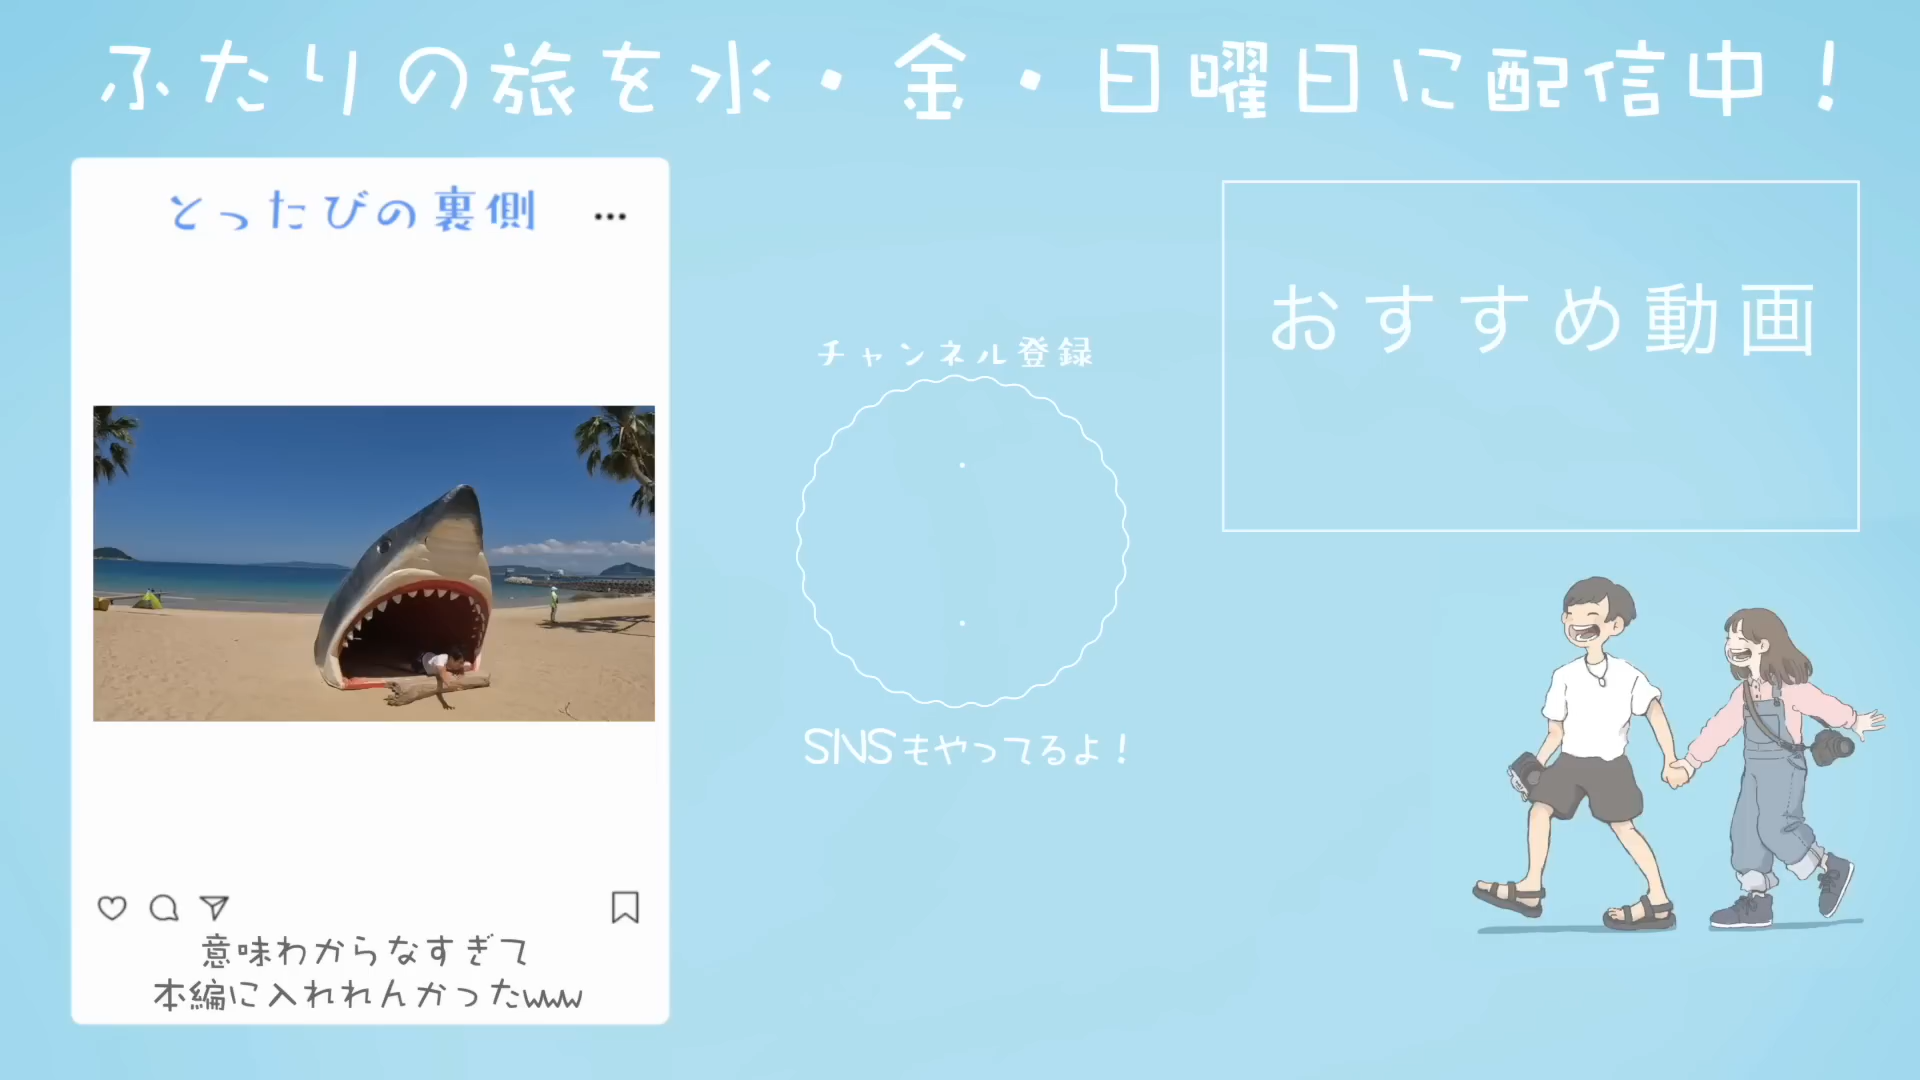 ふたりの旅を水・金・日曜日に配信中！
とったびの裏側
意味わからなすぎて
本編に入れれんかったwww
チャンネル登録
SNSもやってるよ！
おすすめ動画